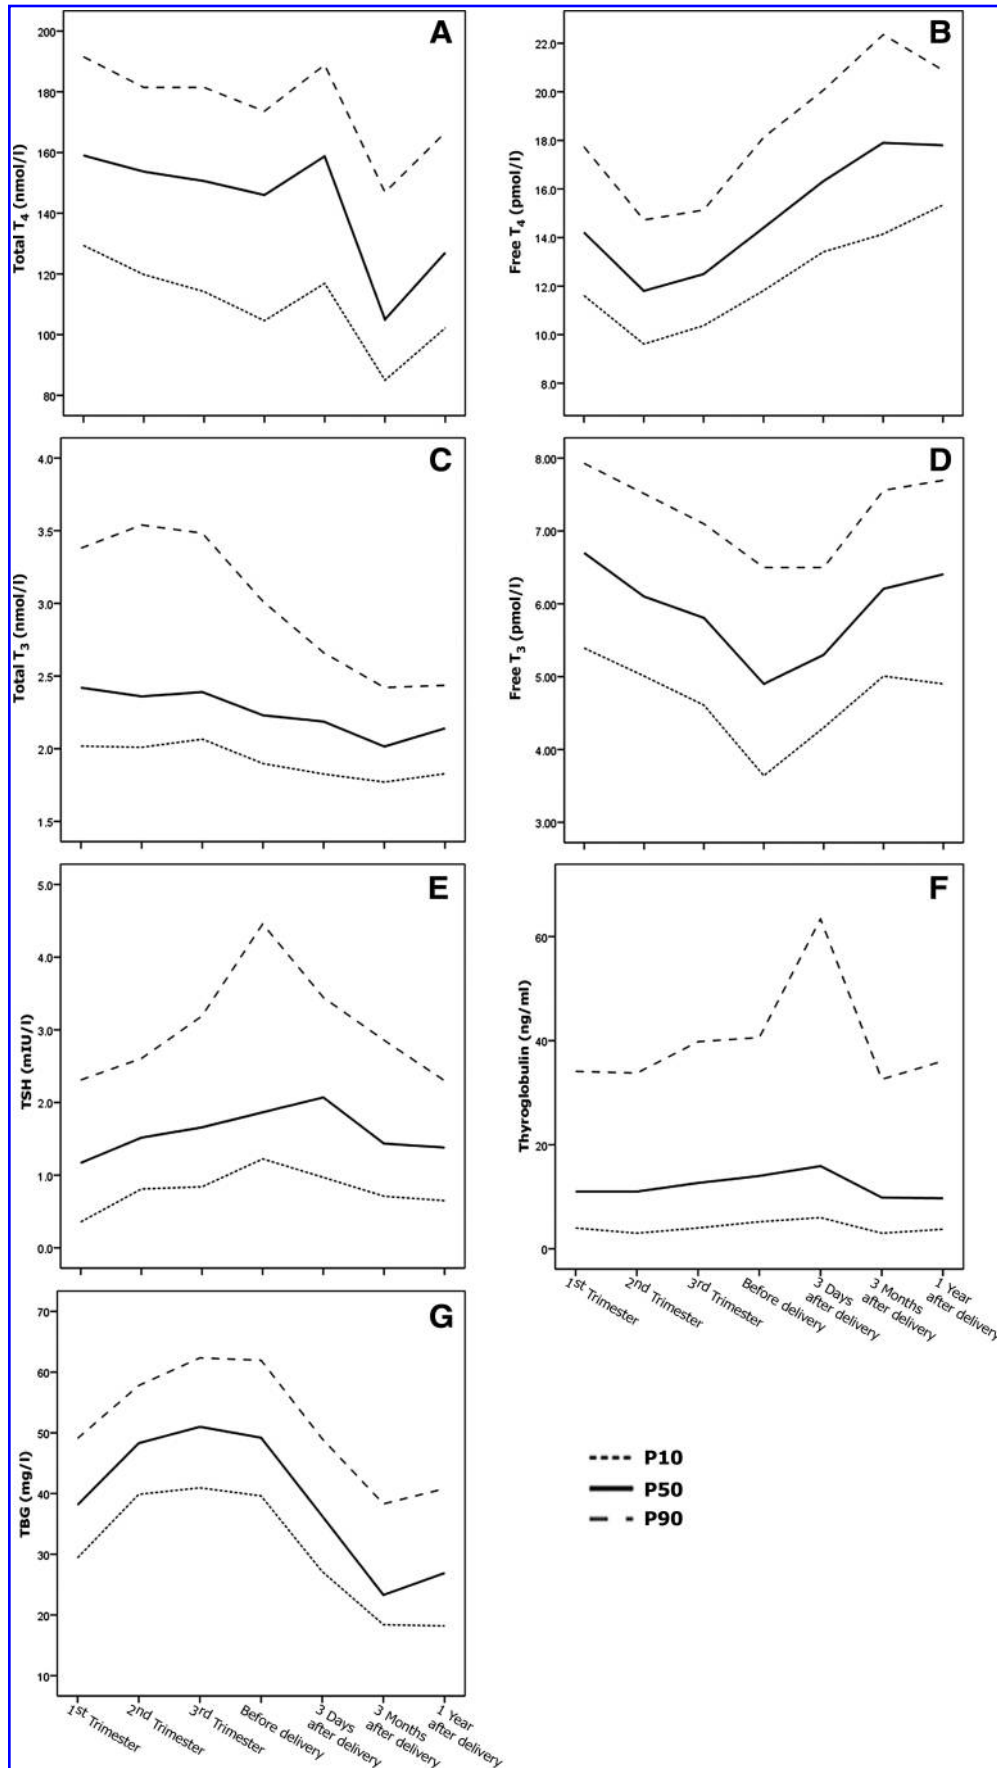 A
Total T4 (nmol/l)
200
180
160
140
120
100
80
B
Free T4 (pmol/l)
22.0
20.0
18.0
16.0
14.0
12.0
10.0
8.0
C
Total T3 (nmol/l)
4.0
3.5
3.0
2.5
2.0
1.5
D
Free T3 (pmol/l)
8.00
7.00
6.00
5.00
4.00
3.00
E
TSH (mIU/l)
5.0
4.0
3.0
2.0
1.0
0.0
F
Thyroglobulin (ng/ml)
60
40
20
0
1st Trimester
2nd Trimester
3rd Trimester
Before delivery
3 Days
after delivery
3 Months
after delivery
1 Year
after delivery
G
TBG (mg/l)
70
60
50
40
30
20
10
1st Trimester
2nd Trimester
3rd Trimester
Before delivery
3 Days
after delivery
3 Months
after delivery
1 Year
after delivery
P10
P50
P90